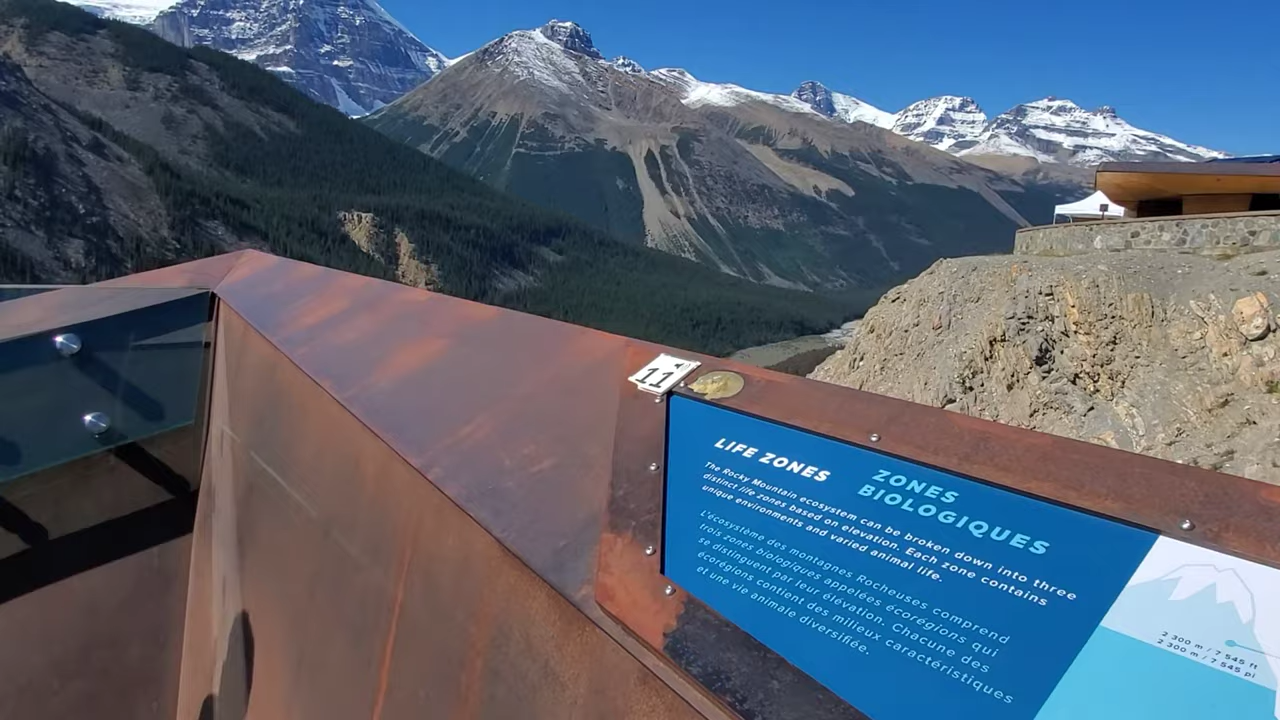 11
LIFE ZONES
The Rocky Mountain ecosystem can be broken down into three
distinct life zones based on elevation. Each zone contains
unique environments and varied animal life.
ZONES
BIOLOGIQUES
L'écosystème des montagnes Rocheuses comprend
trois zones biologiques appelées écorégions qui
se distinguent par leur élévation. Chacune des
écorégions contient des milieux caractéristiques
et une vie animale diversifiée.
2 300 m / 7 545 ft
2 300 m / 7 545 pi